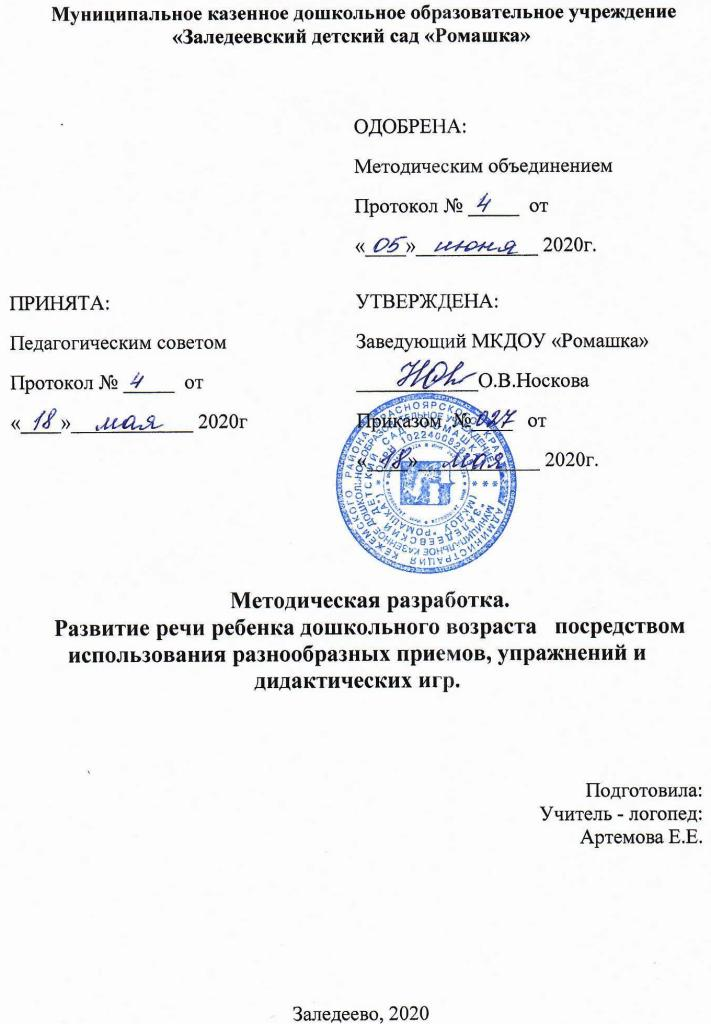 Муниципальное казенное дошкольное образовательное учреждение
«Заледеевский детский сад «Ромашка»
ОДОБРЕНА:
Методическим объединением
Протокол № 4 от
«05» июня 2020г.
ПРИНЯТА:
Педагогическим советом
Протокол № 4 от
«18» мая 2020г
УТВЕРЖДЕНА:
Заведующий МКДОУ «Ромашка»
О.В.Носкова
Приказом №027 от
«18» мая 2020г.
Методическая разработка.
Развитие речи ребенка дошкольного возраста посредством
использования разнообразных приемов, упражнений и
дидактических игр.
Подготовила:
Учитель - логопед:
Артемова Е.Е.
Заледеево, 2020